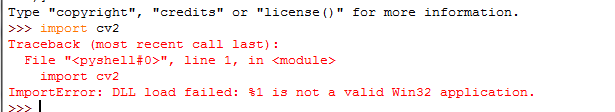 Type "copyright", "credits" or "license()" for more information.
>>> import cv2
Traceback (most recent call last):
  File "<pyshell#0>", line 1, in <module>
    import cv2
ImportError: DLL load failed: %1 is not a valid Win32 application.
>>>